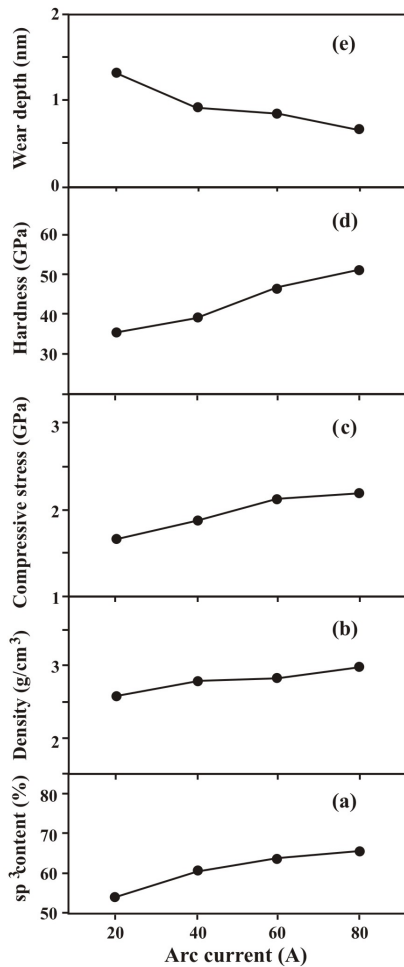 2
(e)
Wear depth (nm)
1
0
60
(d)
Hardness (GPa)
50
40
30
3
(c)
Compressive stress (GPa)
2
1
(b)
Density (g/cm³)
3
2
80
(a)
sp³content (%)
70
60
50
20 40 60 80
Arc current (A)